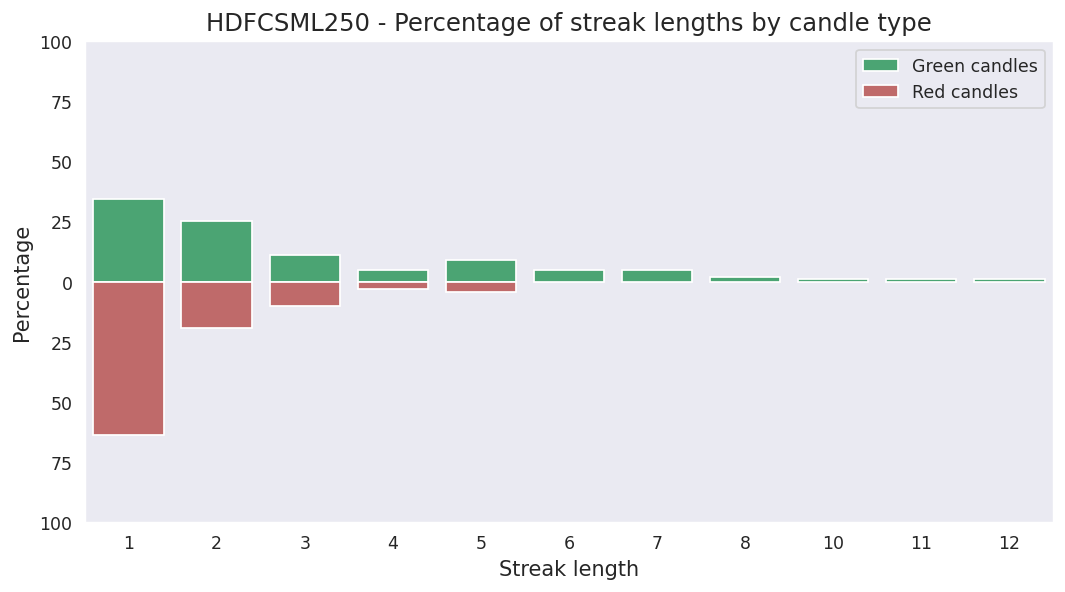 HDFCSML250 - Percentage of streak lengths by candle type
Green candles
Red candles
Percentage
100
75
50
25
0
25
50
75
100
1 2 3 4 5 6 7 8 10 11 12
Streak length